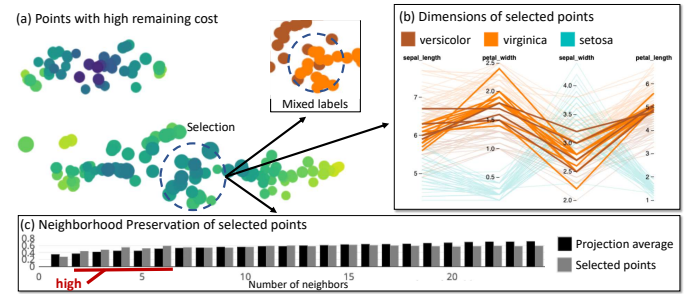 (a) Points with high remaining cost
Selection
Mixed labels
(b) Dimensions of selected points
versicolor virginica setosa
sepal_length petal_width sepal_width petal_length
7
6
5
2.5
2.0
1.5
1.0
0.5
4.0
3.5
3.0
2.5
2.0
6
5
4
3
2
1
(c) Neighborhood Preservation of selected points
0.8
0.6
0.4
0.2
0
0 5 10 15 20
high
Number of neighbors
Projection average
Selected points